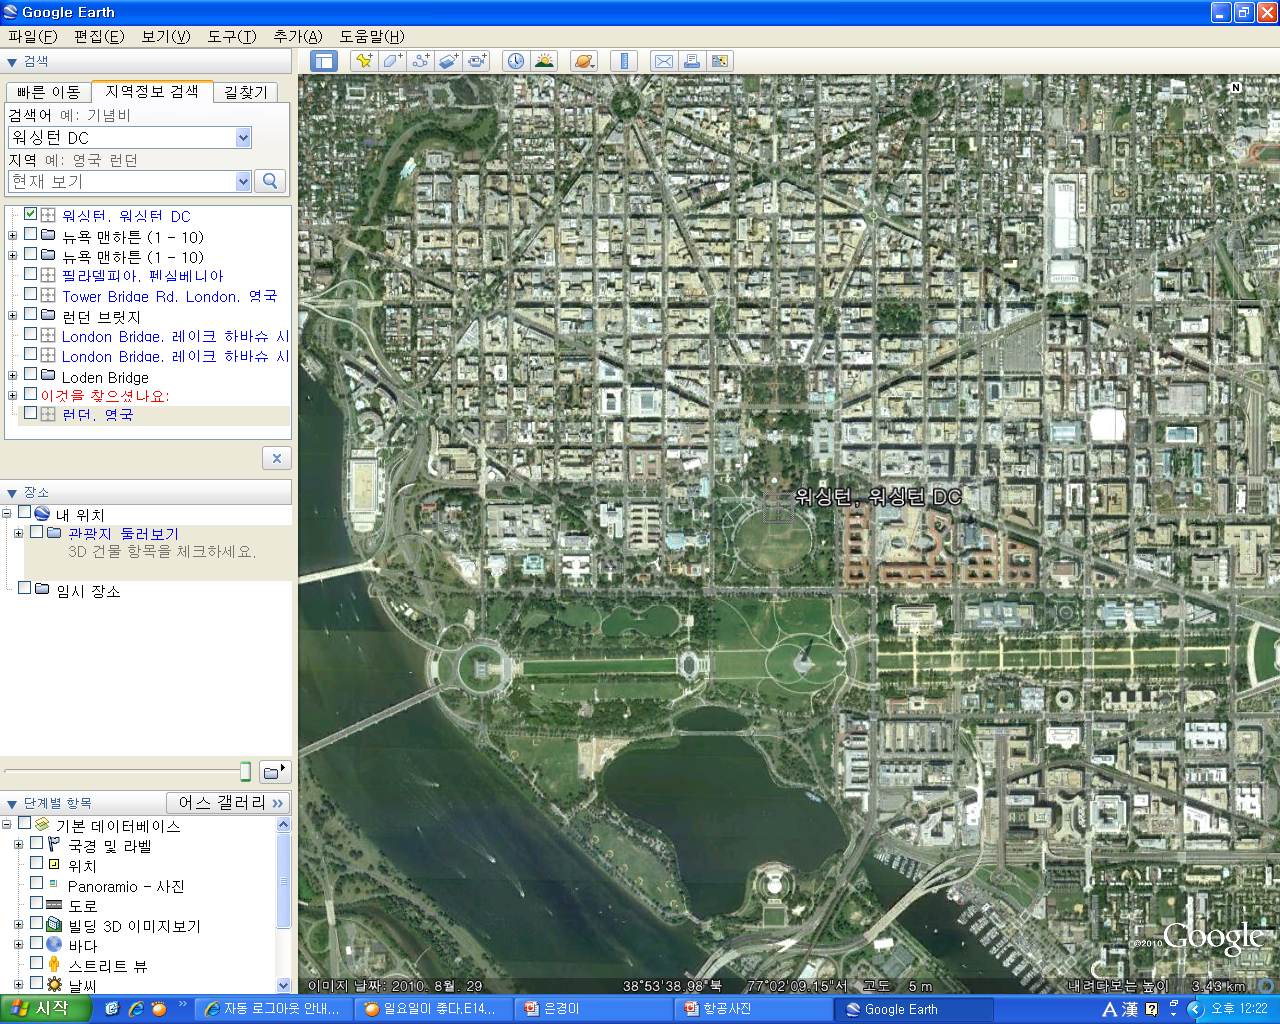 Google Earth
파일(F) 편집(E) 보기(V) 도구(T) 추가(A) 도움말(H)
검색
빠른 이동 지역정보 검색 길찾기
검색어 예: 기념비
워싱턴 DC
지역 예: 영국 런던
현재 보기
워싱턴, 워싱턴 DC
뉴욕 맨하튼 (1 - 10)
뉴욕 맨하튼 (1 - 10)
필라델피아, 펜실베니아
Tower Bridge Rd, London, 영국
런던 브릿지
London Bridge, 레이크 하바슈 시
London Bridge, 레이크 하바슈 시
Loden Bridge
이것을 찾으셨나요:
런던, 영국
장소
내 위치
관광지 둘러보기
3D 건물 항목을 체크하세요.
임시 장소
단계별 항목 어스 갤러리 »
기본 데이터베이스
국경 및 라벨
위치
Panoramio - 사진
도로
빌딩 3D 이미지보기
바다
스트리트 뷰
날씨
N
워싱턴, 워싱턴 DC
©2010 Google
이미지 날짜: 2010. 8월. 29 38°53'38.98"북 77°02'09.15"서 고도 5 m 내려다보는 높이 3.43 km
시작 » 자동 로그아웃 안내... 일요일이 좋다.E14... 은경이 항공사진 Google Earth A 漢 오후 12:22